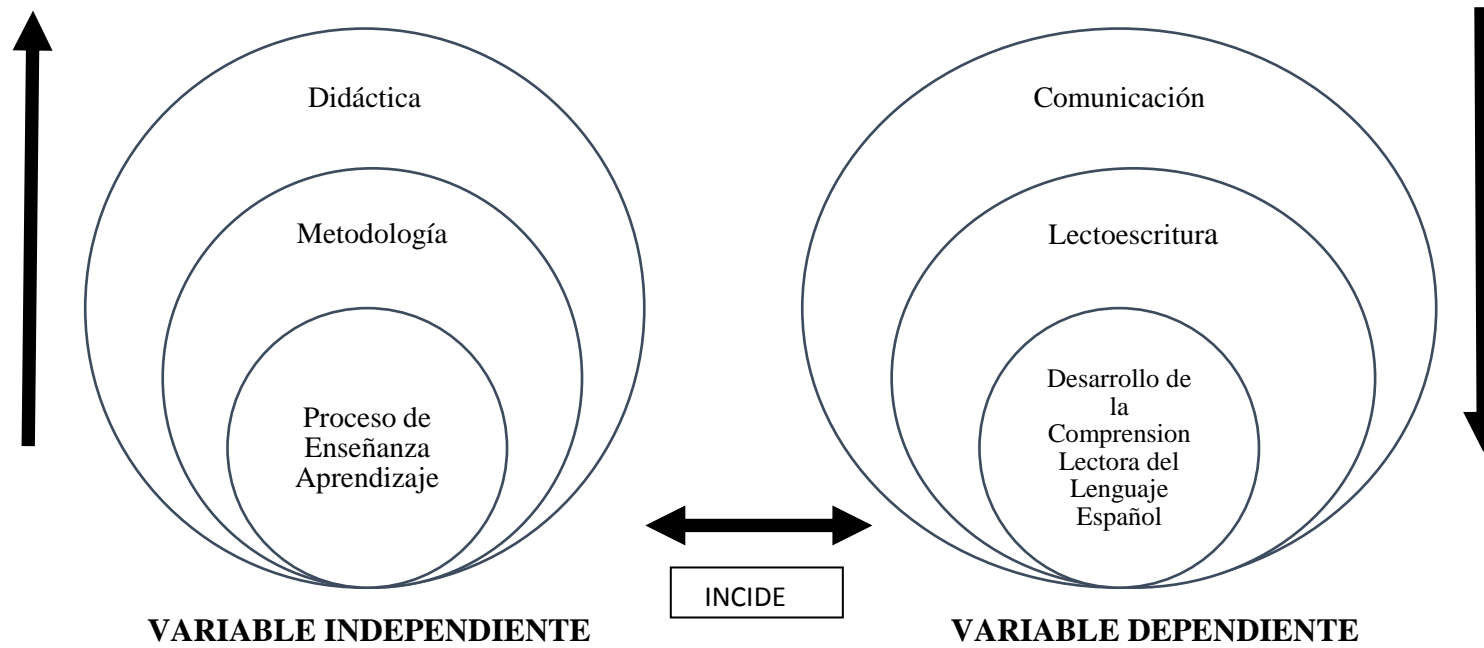 Didáctica
Metodología
Proceso de
Enseñanza
Aprendizaje
Comunicación
Lectoescritura
Desarrollo de
la
Comprension
Lectora del
Lenguaje
Español
INCIDE
VARIABLE INDEPENDIENTE
VARIABLE DEPENDIENTE